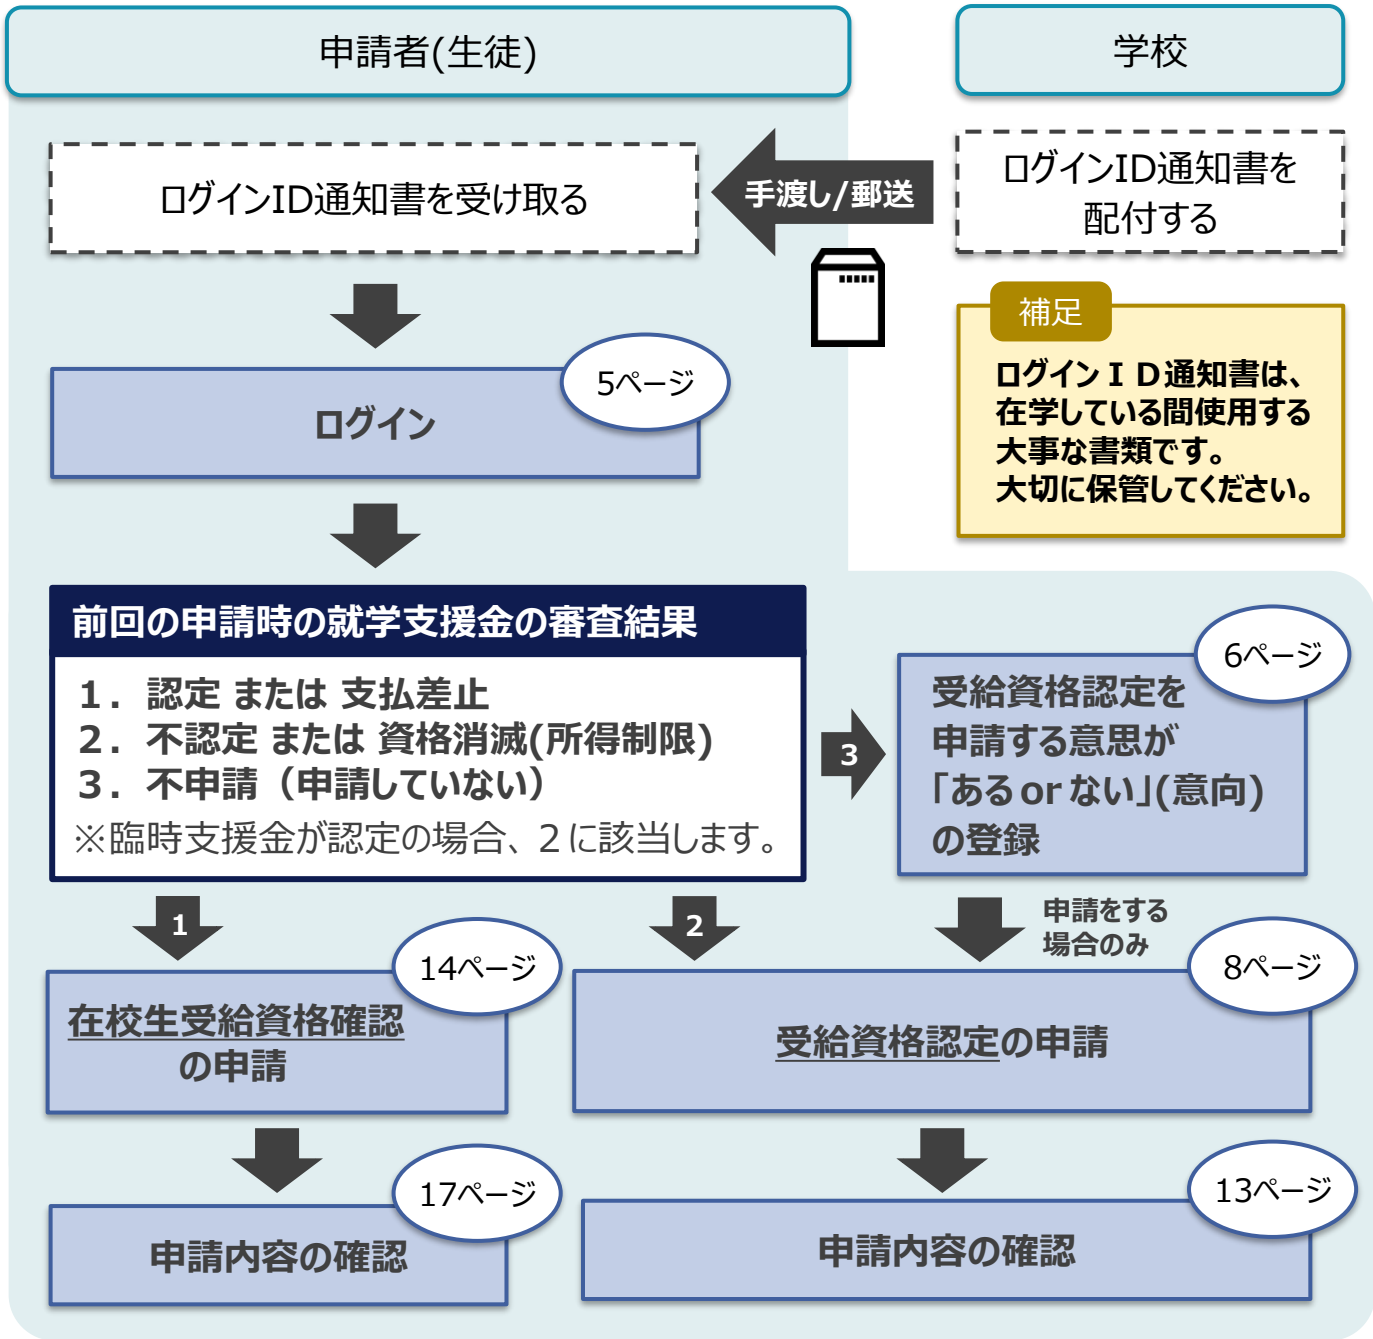 申請者(生徒)
学校
ログインID通知書を受け取る
手渡し/郵送
ログインID通知書を
配付する
補足
ログインＩＤ通知書は、
在学している間使用する
大事な書類です。
大切に保管してください。
5ページ
ログイン
前回の申請時の就学支援金の審査結果
１．認定 または 支払差止
２．不認定 または 資格消滅(所得制限)
３．不申請（申請していない）
※臨時支援金が認定の場合、２に該当します。
3
6ページ
受給資格認定を
申請する意思が
「あるorない」(意向)
の登録
1
2
申請をする
場合のみ
14ページ
在校生受給資格確認
の申請
8ページ
受給資格認定の申請
17ページ
申請内容の確認
13ページ
申請内容の確認